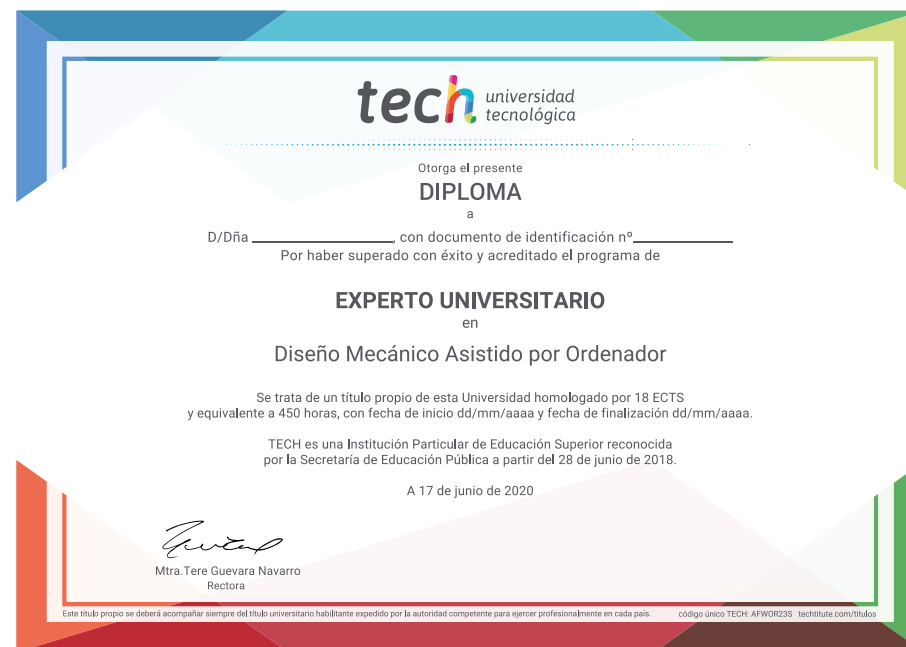 tech universidad
tecnológica
Otorga el presente
DIPLOMA
a
D/Dña ____________________, con documento de identificación nº______________
Por haber superado con éxito y acreditado el programa de
EXPERTO UNIVERSITARIO
en
Diseño Mecánico Asistido por Ordenador
Se trata de un título propio de esta Universidad homologado por 18 ECTS
y equivalente a 450 horas, con fecha de inicio dd/mm/aaaa y fecha de finalización dd/mm/aaaa.
TECH es una Institución Particular de Educación Superior reconocida
por la Secretaría de Educación Pública a partir del 28 de junio de 2018.
A 17 de junio de 2020
Mtra.Tere Guevara Navarro
Rectora
Este título propio se deberá acompañar siempre del título universitario habilitante expedido por la autoridad competente para ejercer profesionalmente en cada país. código único TECH: AFWOR23S techtitute.com/titulos